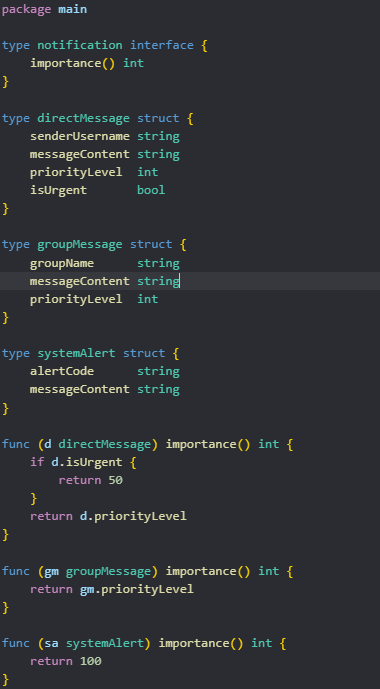 package main

type notification interface {
    importance() int
}

type directMessage struct {
    senderUsername string
    messageContent string
    priorityLevel  int
    isUrgent       bool
}

type groupMessage struct {
    groupName      string
    messageContent string
    priorityLevel  int
}

type systemAlert struct {
    alertCode      string
    messageContent string
}

func (d directMessage) importance() int {
    if d.isUrgent {
        return 50
    }
    return d.priorityLevel
}

func (gm groupMessage) importance() int {
    return gm.priorityLevel
}

func (sa systemAlert) importance() int {
    return 100
}